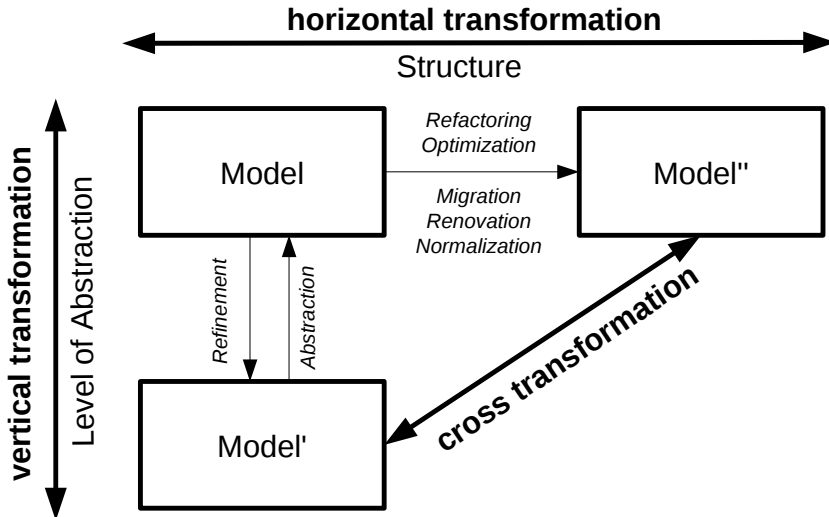 horizontal transformation
Structure
vertical transformation
Level of Abstraction
Model
Refactoring
Optimization
Migration
Renovation
Normalization
Model"
Refinement
Abstraction
cross transformation
Model'